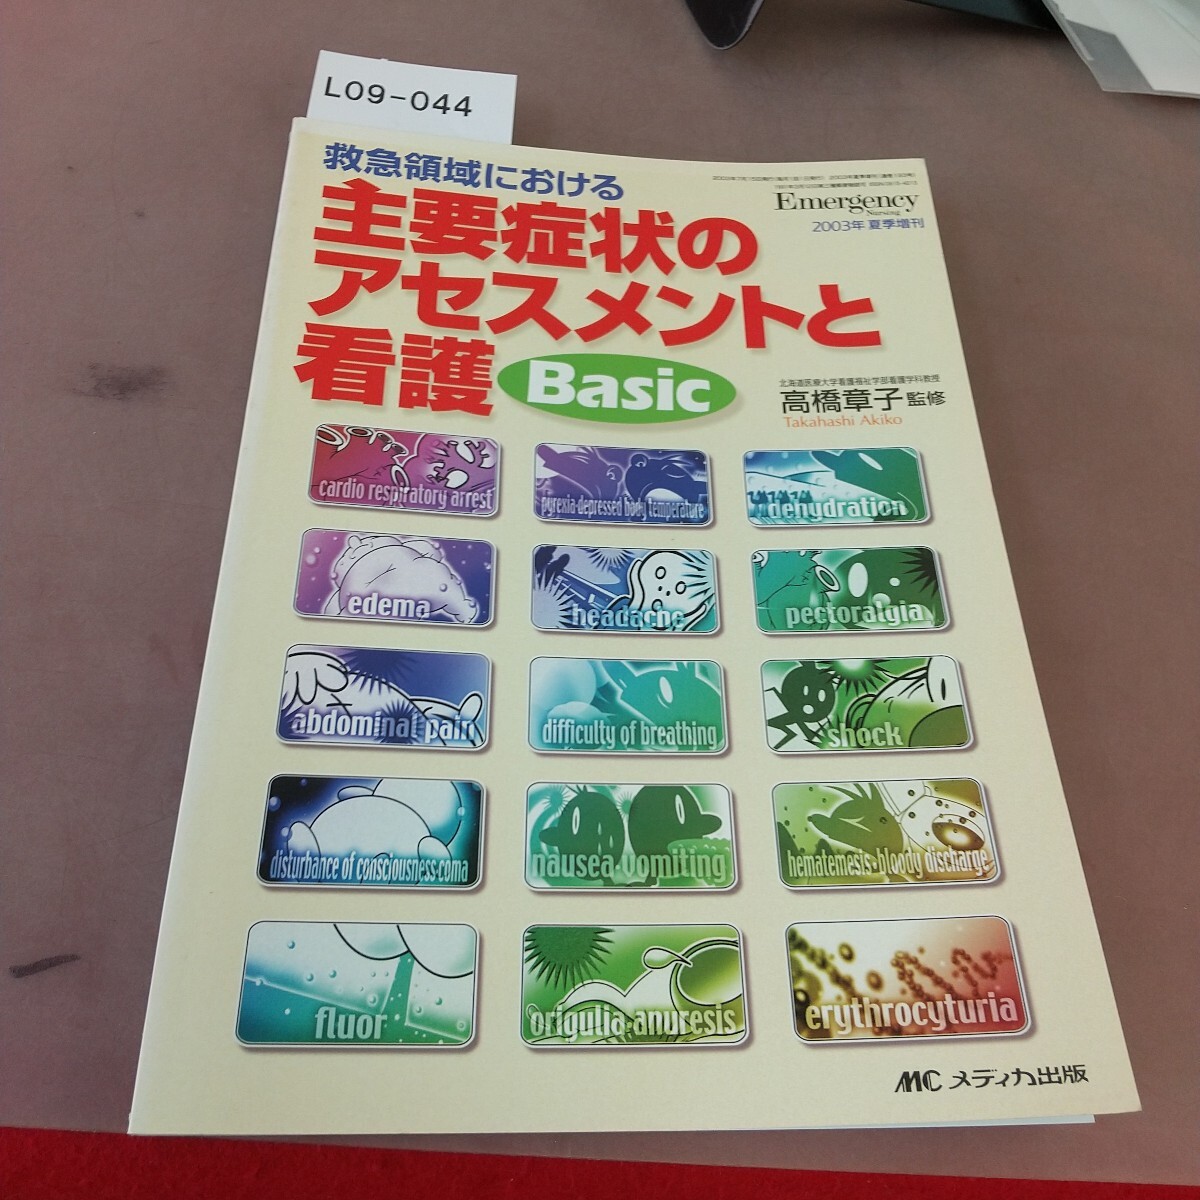 L09-044
救急領域における
主要症状の
アセスメントと
看護 Basic
Emergency
Nursing
2003年 夏季増刊
北海道医療大学看護福祉学部看護学科教授
高橋章子 監修
Takahashi Akiko
cardio respiratory arrest
pyrexia·depressed body temperature
dehydration
edema
headache
pectoralgia
abdominal pain
difficulty of breathing
shock
disturbance of consciousness·coma
nausea·vomiting
hematemesis·bloody discharge
fluor
origulia·anuresis
erythrocyturia
MC メディカ出版